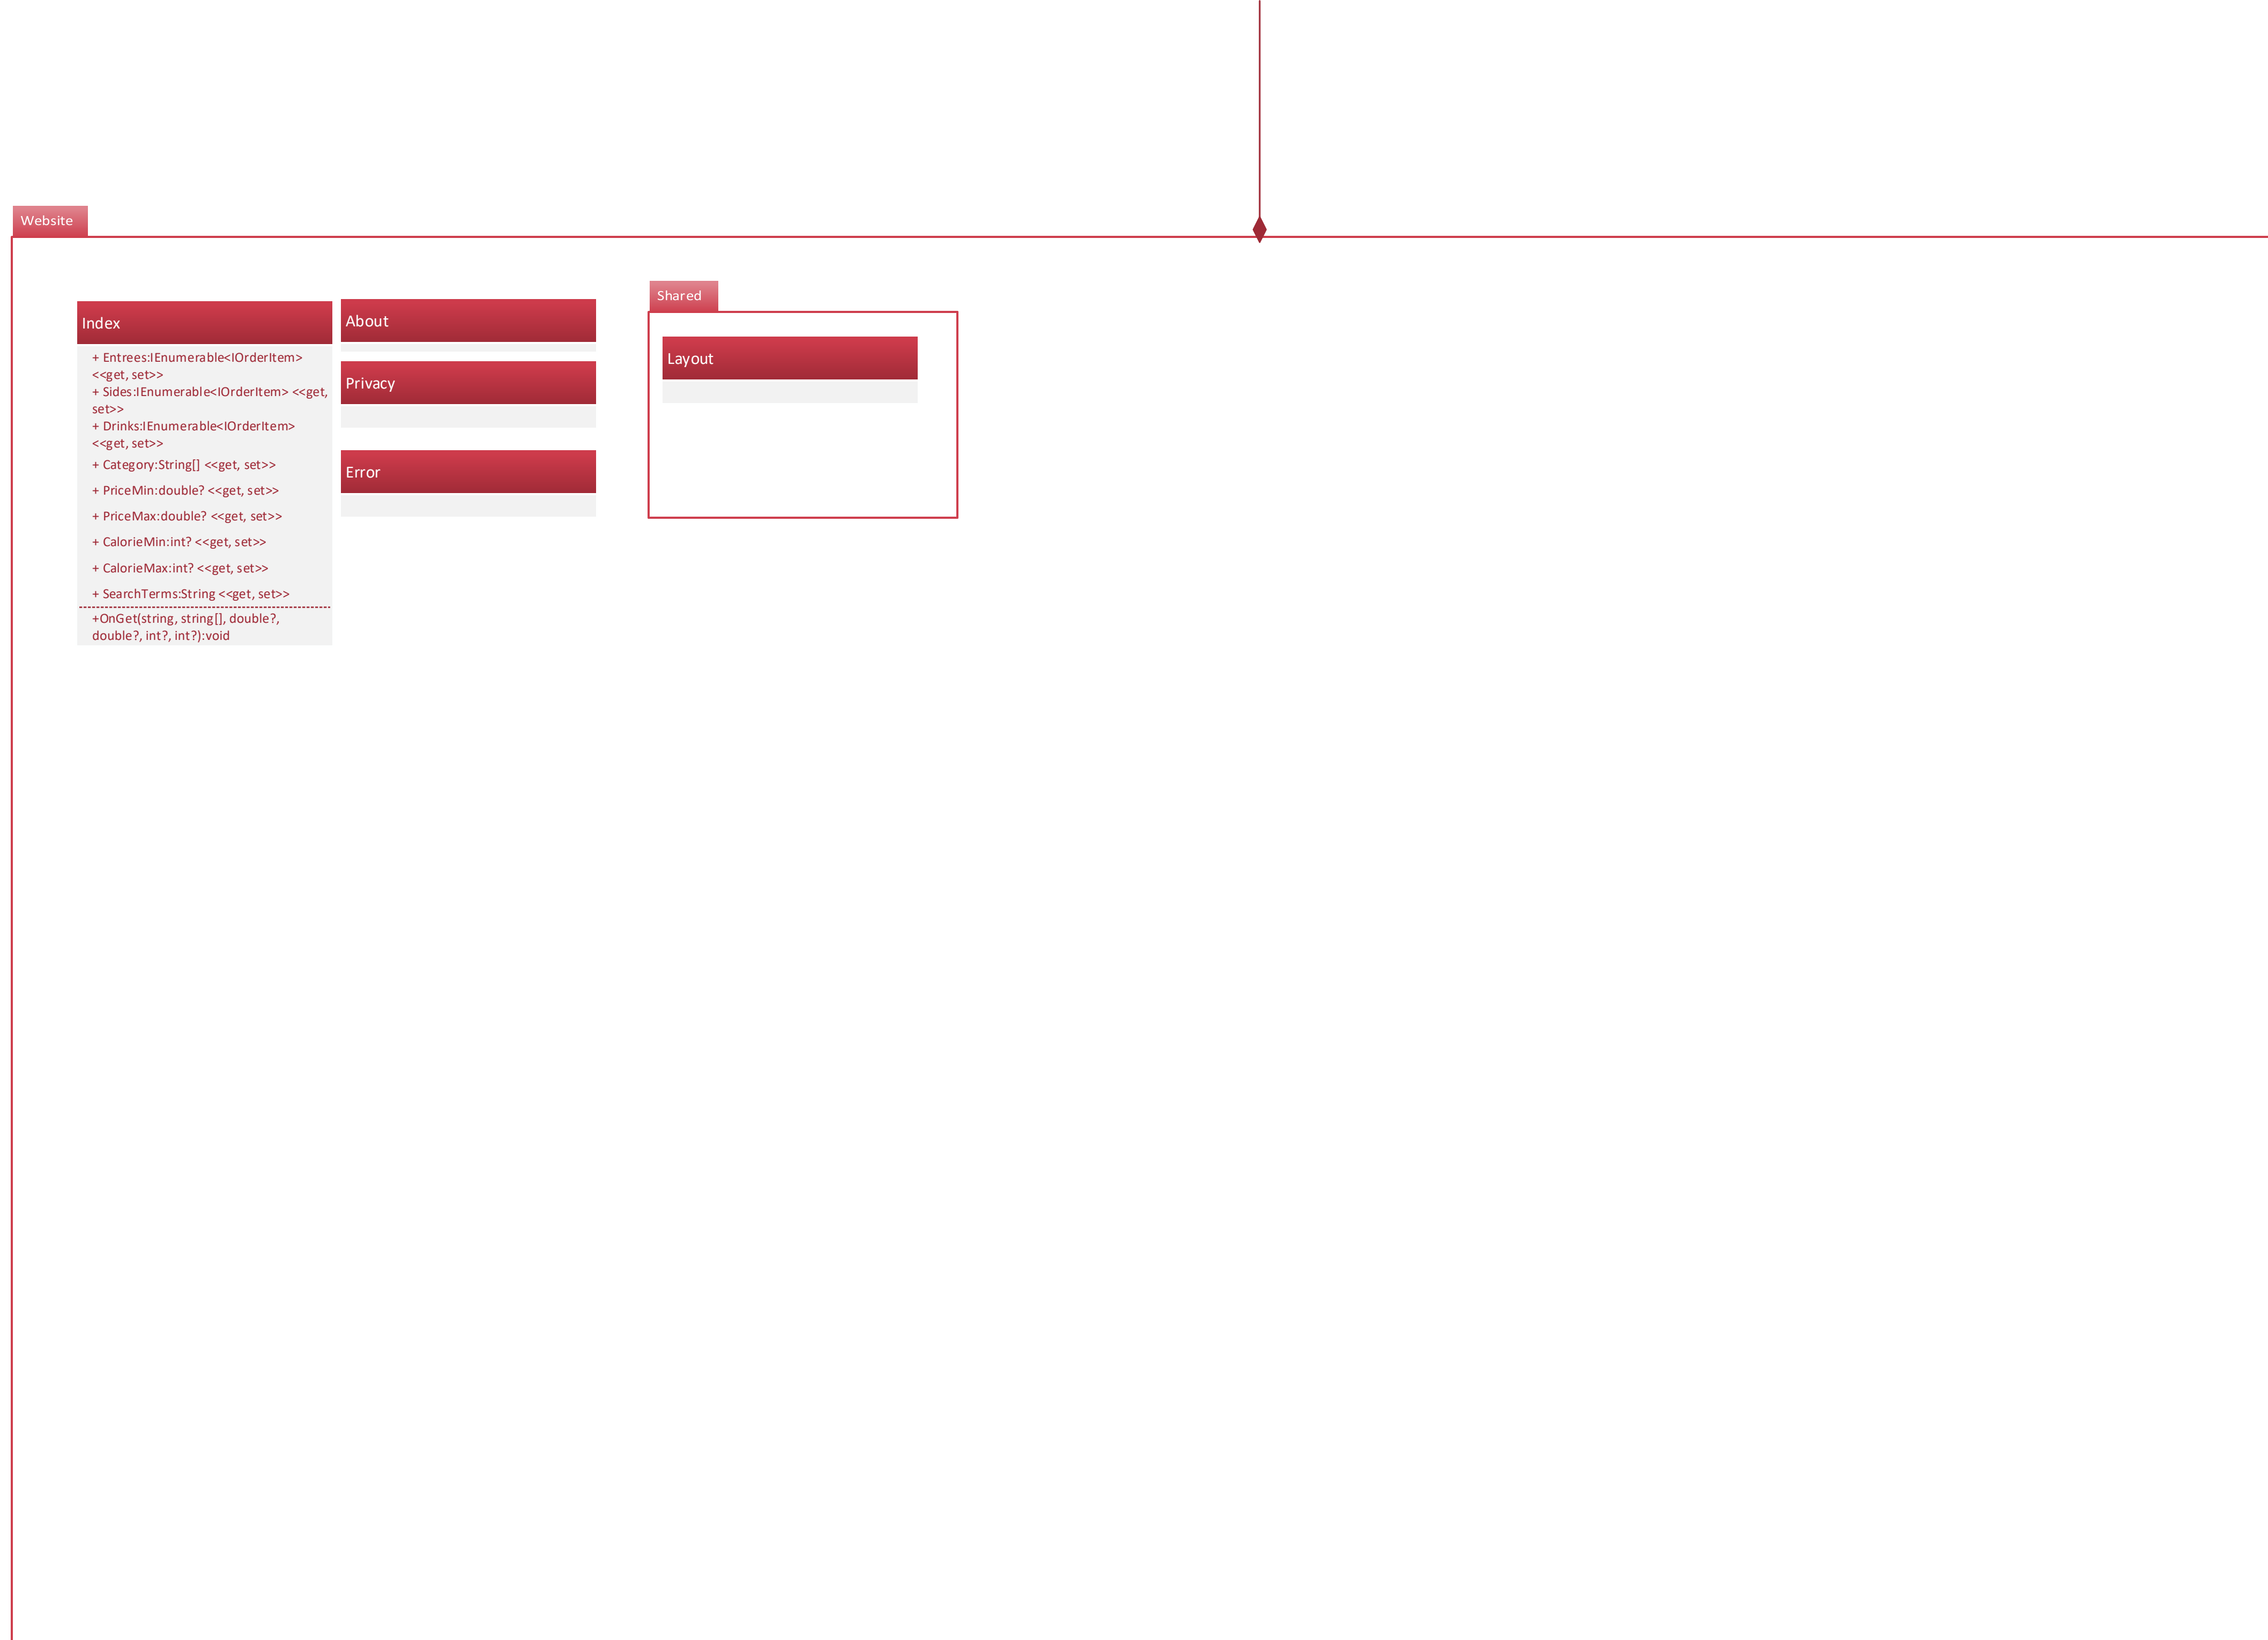 Website
Index
+ Entrees:IEnumerable<IOrderItem>
<<get, set>>
+ Sides:IEnumerable<IOrderItem> <<get,
set>>
+ Drinks:IEnumerable<IOrderItem>
<<get, set>>
+ Category:String[] <<get, set>>
+ PriceMin:double? <<get, set>>
+ PriceMax:double? <<get, set>>
+ CalorieMin:int? <<get, set>>
+ CalorieMax:int? <<get, set>>
+ SearchTerms:String <<get, set>>
+OnGet(string, string[], double?,
double?, int?, int?):void
About
Privacy
Error
Shared
Layout